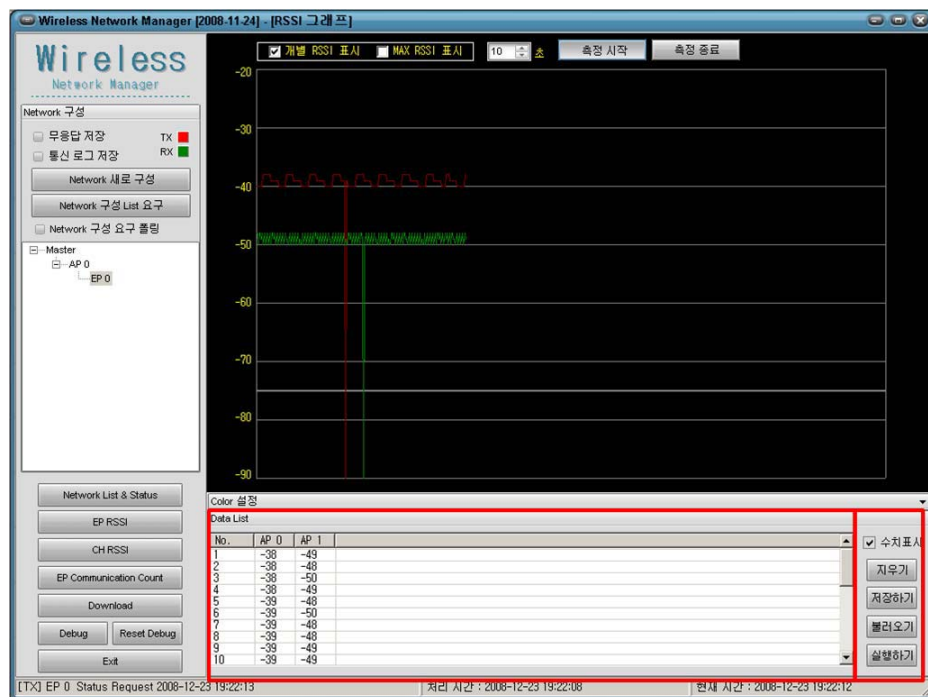 Wireless Network Manager [2008-11-24] - [RSSI 그래프]
Wireless
Network Manager
Network 구성
무응답 저장
TX
통신 로그 저장
RX
Network 새로 구성
Network 구성 List 요구
Network 구성 요구 폴링
Master
AP 0
EP 0
Network List & Status
EP RSSI
CH RSSI
EP Communication Count
Download
Debug
Reset Debug
Exit
개별 RSSI 표시
MAX RSSI 표시
10
초
측정 시작
측정 종료
-20
-30
-40
-50
-60
-70
-80
-90
Color 설정
Data List
No. AP 0 AP 1
1 -38 -49
2 -38 -48
3 -38 -50
4 -38 -49
5 -39 -48
6 -39 -50
7 -39 -48
8 -39 -48
9 -39 -49
10 -39 -49
수치표시
지우기
저장하기
불러오기
실행하기
[TX] EP 0 Status Request 2008-12-23 19:22:13
처리 시간 : 2008-12-23 19:22:08
현재 시간 : 2008-12-23 19:22:12